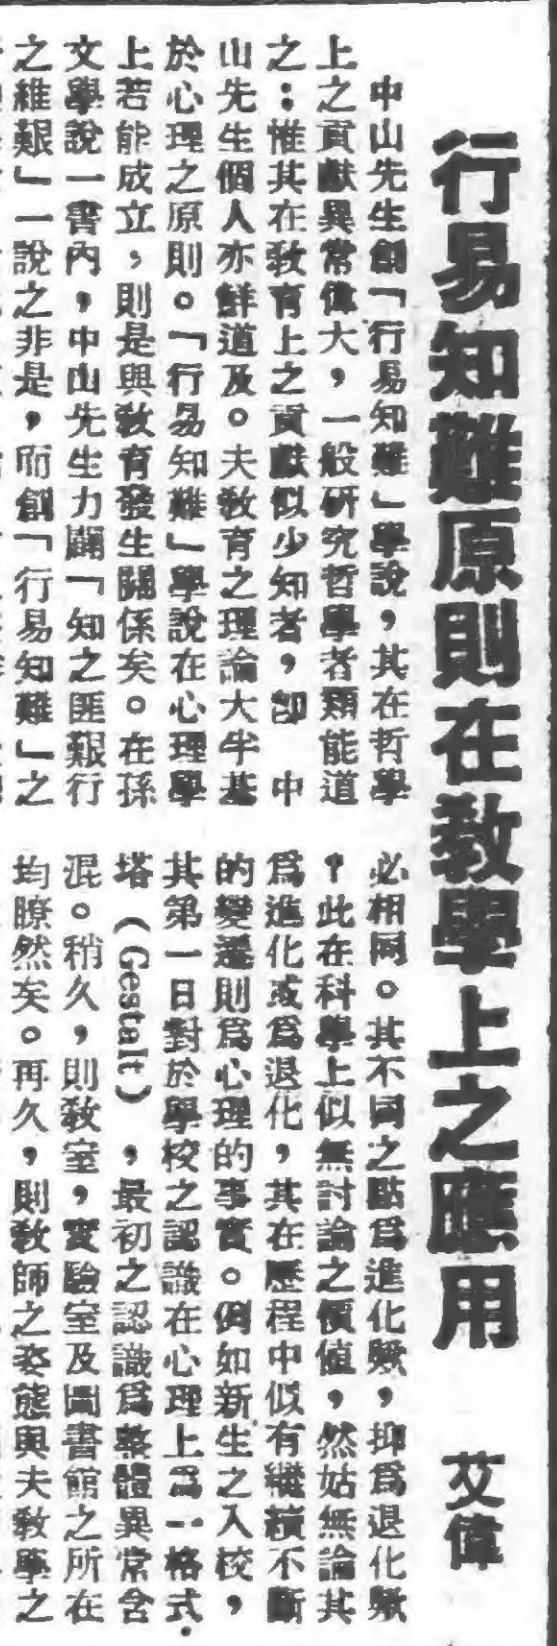 行易知難原則在教學上之應用
艾偉
中山先生創「行易知難」學說，其在哲學
上之貢獻異常偉大，一般研究哲學者類能道
之：惟其在教育上之貢獻似少知者，卽　中
山先生個人亦鮮道及。夫教育之理論大半基
於心理之原則。「行易知難」學說在心理學
上若能成立，則是與教育發生關係矣。在孫
文學說一書內，中山先生力闢「知之匪艱行
之維艱」一說之非是，而創「行易知難」之
必相同。其不同之點爲進化歟，抑爲退化歟
？此在科學上似無討論之價值，然姑無論其
爲進化或爲退化，其在歷程中似有繼續不斷
的變遷則爲心理的事實。例如新生之入校，
其第一日對於學校之認識在心理上爲一格式
塔（Gestalt），最初之認識爲整體異常含
混。稍久，則教室，實驗室及圖書館之所在
均瞭然矣。再久，則教師之姿態與夫教學之